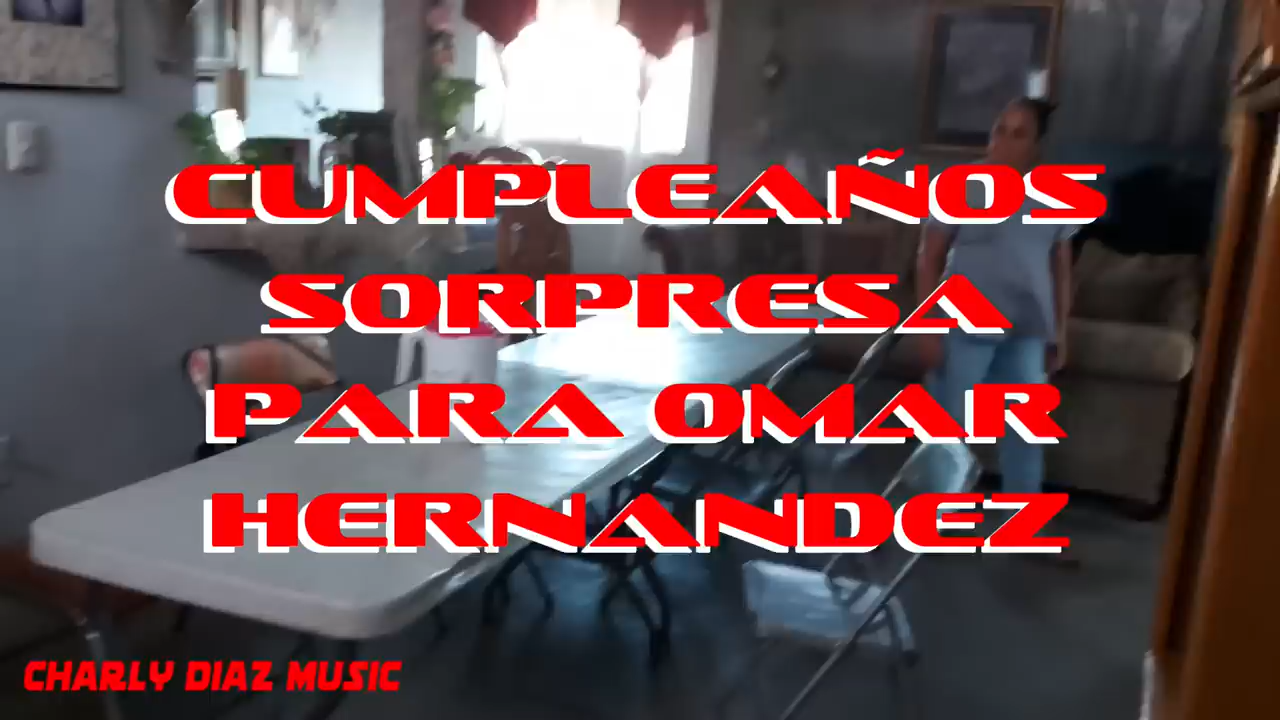 CUMPLEAÑOS
SORPRESA
PARA OMAR
HERNANDEZ
CHARLY DIAZ MUSIC